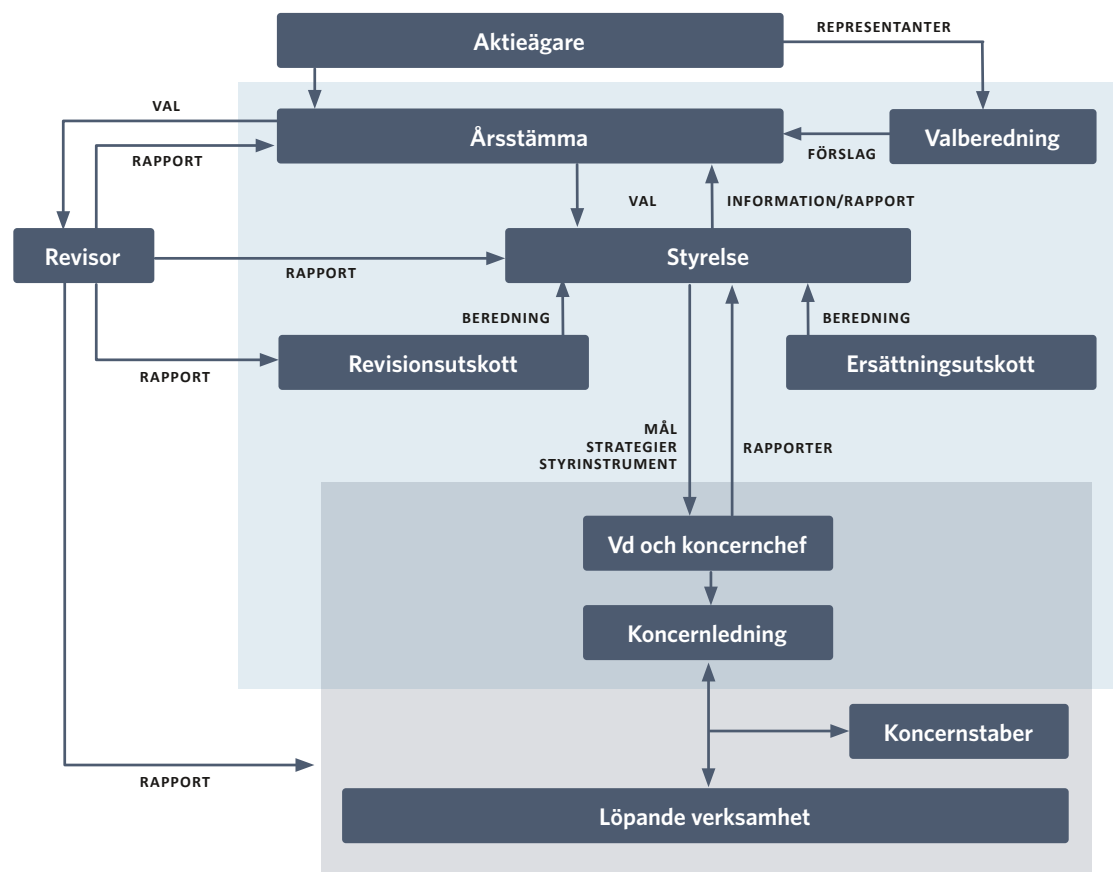 Aktieägare
REPRESENTANTER
VAL
Årsstämma
Valberedning
RAPPORT
FÖRSLAG
VAL
INFORMATION/RAPPORT
Revisor
Styrelse
RAPPORT
BEREDNING
BEREDNING
Revisionsutskott
Ersättningsutskott
RAPPORT
MÅL
STRATEGIER
STYRINSTRUMENT
RAPPORTER
Vd och koncernchef
Koncernledning
Koncernstaber
RAPPORT
Löpande verksamhet